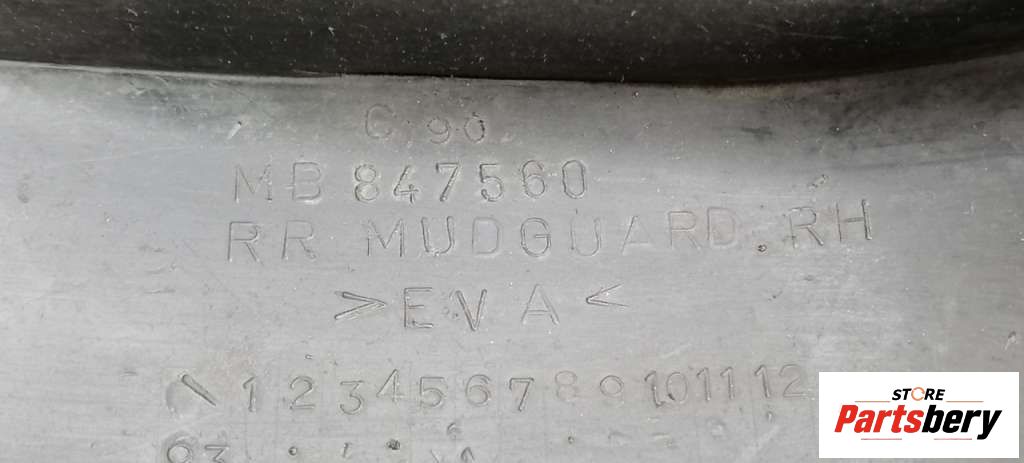 C.90
MB 847560
RR MUDGUARD. RH
>EVA<
1 2 3 4 5 6 7 8 9 10 11 12
93
STORE
Partsbery